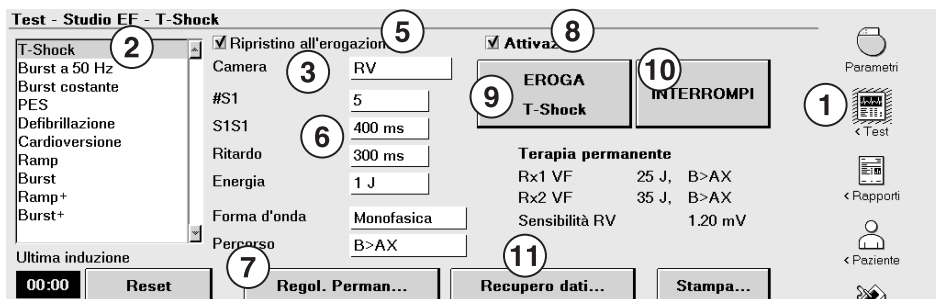 Test - Studio EF - T-Shock
T-Shock
Burst a 50 Hz
Burst costante
PES
Defibrillazione
Cardioversione
Ramp
Burst
Ramp+
Burst+
Ultima induzione
00:00
Reset
2
Ripristino all'erogazion
5
Camera
3
RV
#S1
5
S1S1
6
400 ms
Ritardo
300 ms
Energia
1 J
Forma d'onda
Monofasica
Percorso
B>AX
7
Regol. Perman...
Attivaz
8
9
EROGA
T-Shock
10
INTERROMPI
Terapia permanente
Rx1 VF 25 J, B>AX
Rx2 VF 35 J, B>AX
Sensibilità RV 1.20 mV
11
Recupero dati...
Stampa...
Parametri
1
< Test
< Rapporti
< Paziente